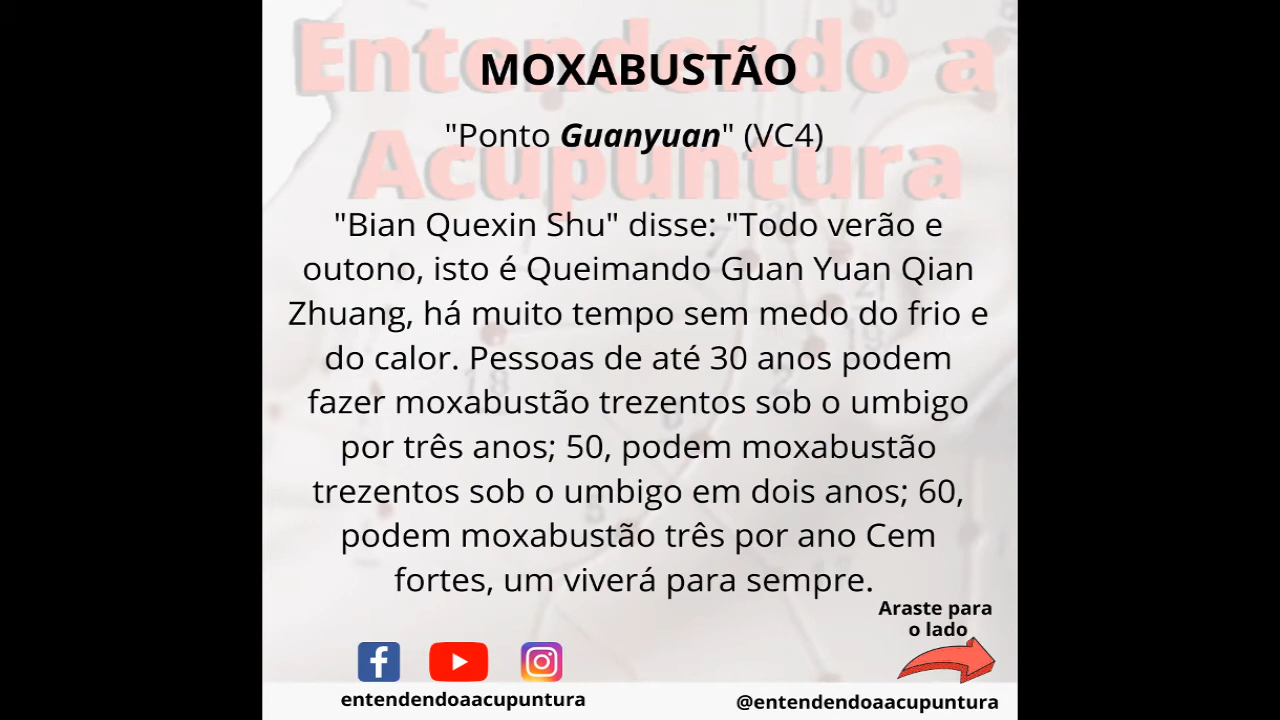 Entendendo a
Acupuntura
MOXABUSTÃO
"Ponto Guanyuan" (VC4)
"Bian Quexin Shu" disse: "Todo verão e
outono, isto é Queimando Guan Yuan Qian
Zhuang, há muito tempo sem medo do frio e
do calor. Pessoas de até 30 anos podem
fazer moxabustão trezentos sob o umbigo
por três anos; 50, podem moxabustão
trezentos sob o umbigo em dois anos; 60,
podem moxabustão três por ano Cem
fortes, um viverá para sempre.
Araste para
o lado
entendendoaacupuntura
@entendendoaacupuntura